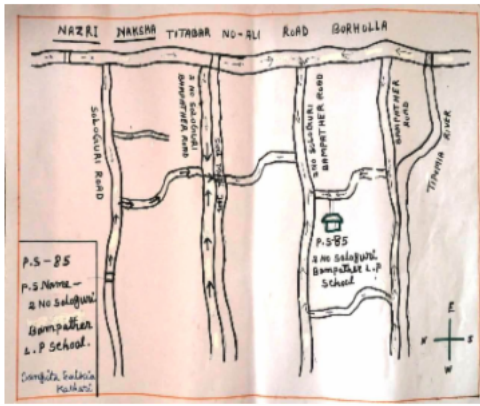 NAZRI NAKSHA TITABAR NO-ALI ROAD BORHOLLA
SOLOGURI ROAD
2 NO SOLOGURI
BAMPATHER ROAD
2NO SOLOGURI
BAMPATHER ROAD
BAMPATHER
ROAD
RIVER
P.S-85
2 No Sologuri
Bampather L.P
School
P.S-85
P.S.Name-
2 No Sologuri
Bampather
L.P School.
E
N S
W